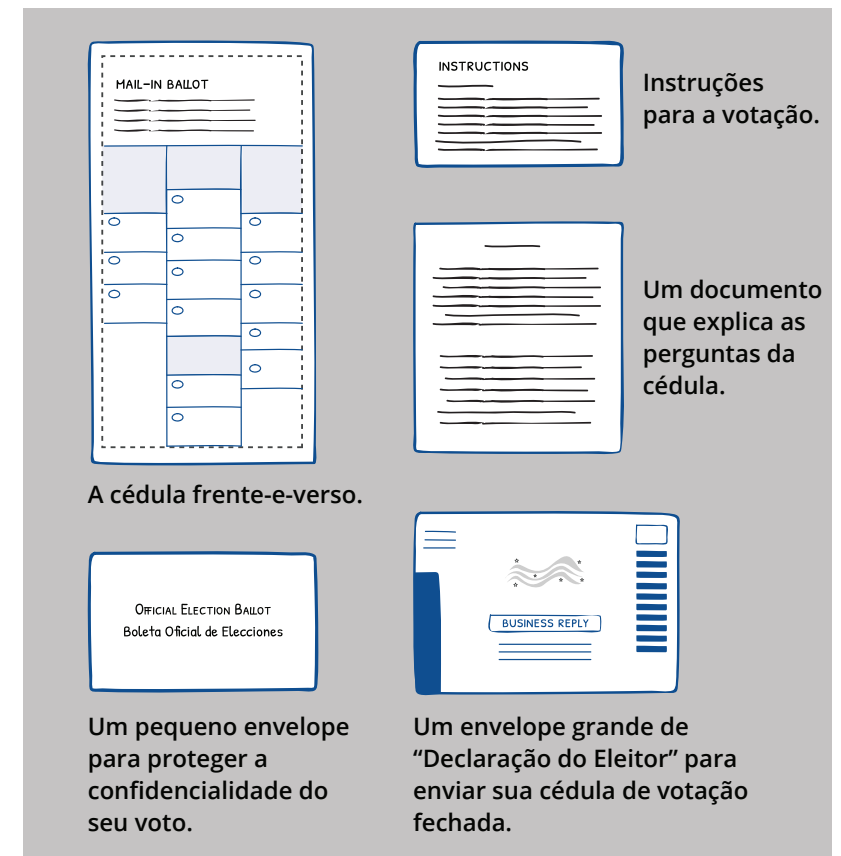 MAIL-IN BALLOT
A cédula frente-e-verso.
INSTRUCTIONS
Instruções
para a votação.
Um documento
que explica as
perguntas da
cédula.
OFFICIAL ELECTION BALLOT
Boleta Oficial de Elecciones
Um pequeno envelope
para proteger a
confidencialidade do
seu voto.
BUSINESS REPLY
Um envelope grande de
“Declaração do Eleitor” para
enviar sua cédula de votação
fechada.